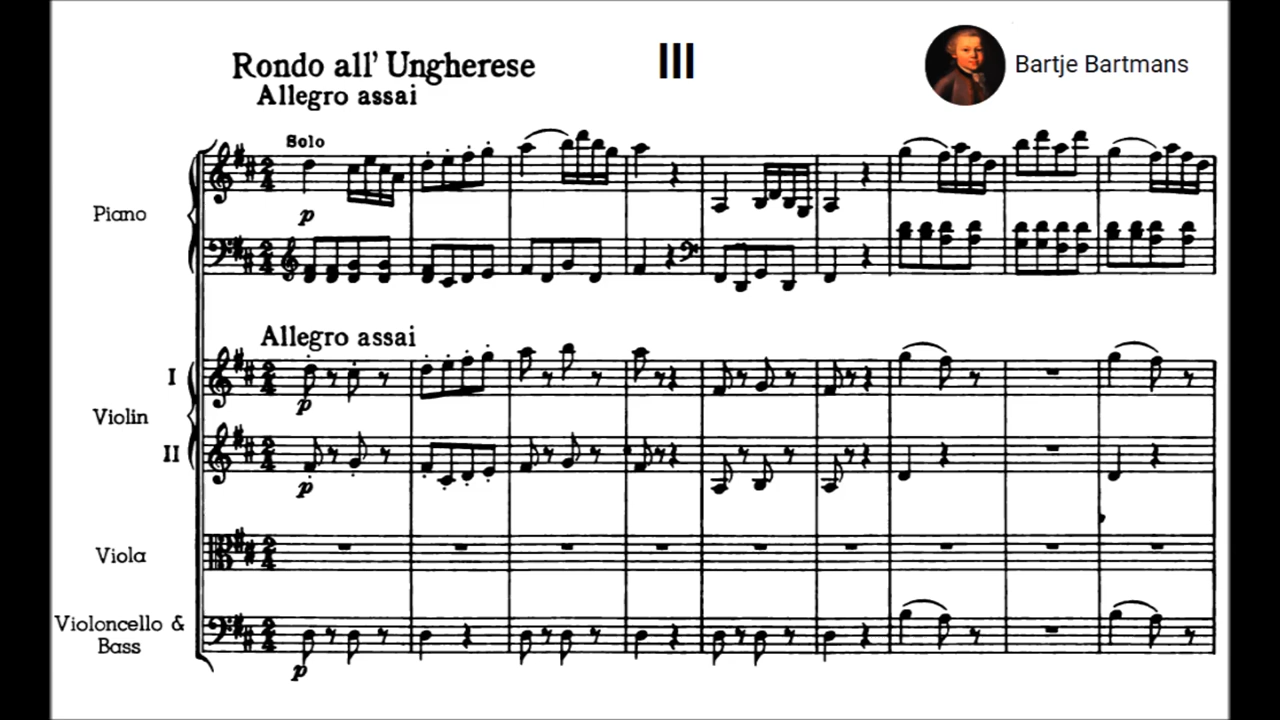 Rondo all' Ungherese
III
Bartje Bartmans
Allegro assai
Solo
p
Piano
Allegro assai
I
p
Violin
II
p
Viola
Violoncello &
Bass
p